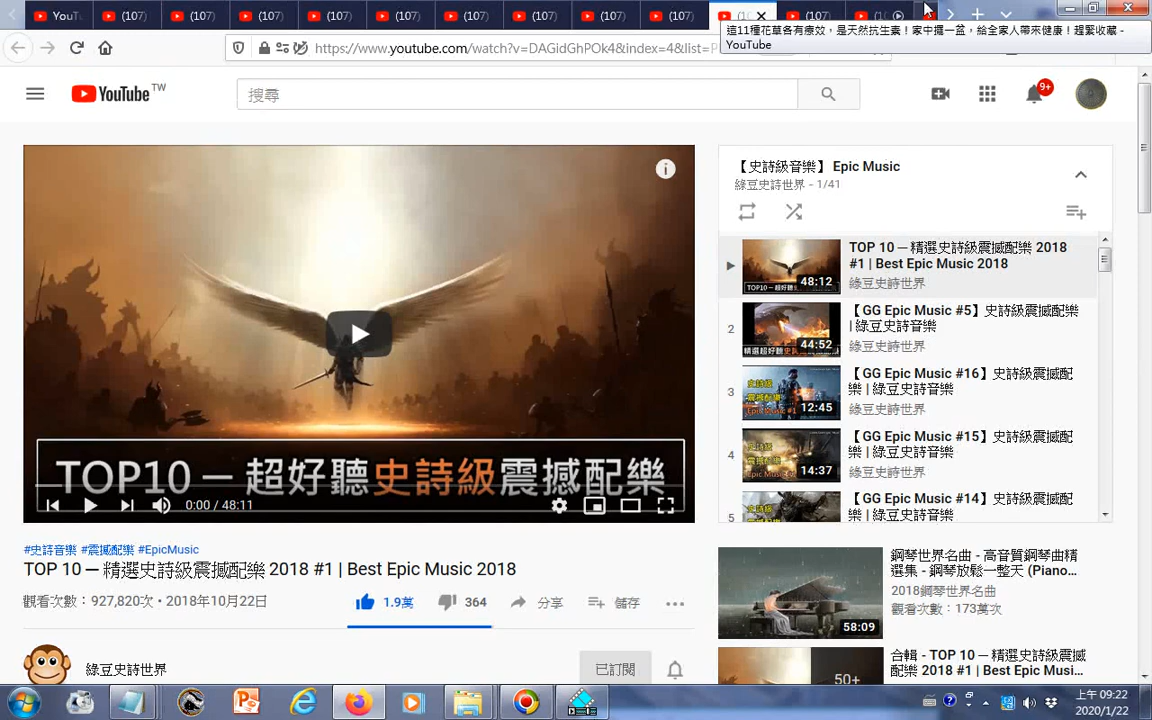 YouT
(107)
(107)
(107)
(107)
(107)
(107)
(107)
(107)
(107)
(10
(107)
(10
這11種花草各有療效，是天然抗生素！家中擺一盆，給全家人帶來健康！趕緊收藏 - YouTube
https://www.youtube.com/watch?v=DAGidGhPOk4&index=4&list=P
YouTube TW
搜尋
9+
【史詩級音樂】 Epic Music
綠豆史詩世界 - 1/41
TOP 10 ─ 精選史詩級震撼配樂 2018
#1 | Best Epic Music 2018
綠豆史詩世界
48:12
2
【GG Epic Music #5】史詩級震撼配樂
| 綠豆史詩音樂
綠豆史詩世界
44:52
3
【GG Epic Music #16】史詩級震撼配
樂 | 綠豆史詩音樂
綠豆史詩世界
12:45
4
【GG Epic Music #15】史詩級震撼配
樂 | 綠豆史詩音樂
綠豆史詩世界
14:37
5
【GG Epic Music #14】史詩級震撼配
樂 | 綠豆史詩音樂
TOP10 ─ 超好聽史詩級震撼配樂
0:00 / 48:11
#史詩音樂 #震撼配樂 #EpicMusic
TOP 10 ─ 精選史詩級震撼配樂 2018 #1 | Best Epic Music 2018
觀看次數：927,820次 • 2018年10月22日
1.9萬
364
分享
儲存
綠豆史詩世界
已訂閱
鋼琴世界名曲 - 高音質鋼琴曲精
選集 - 鋼琴放鬆一整天 (Piano...
2018鋼琴世界名曲
觀看次數：173萬次
58:09
合輯 - TOP 10 ─ 精選史詩級震撼配
樂 2018 #1 | Best Epic Musi...
50+
上午 09:22
2020/1/22